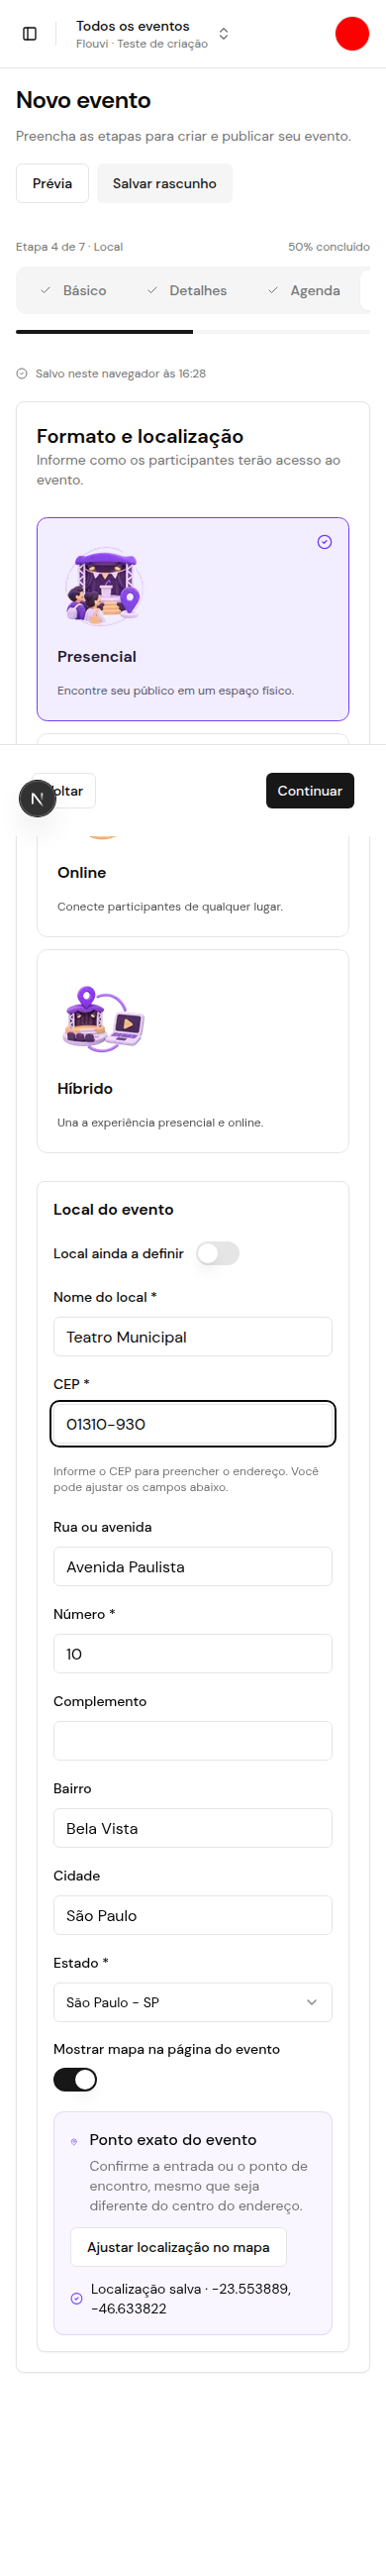 Todos os eventos
Flouvi · Teste de criação
Novo evento
Preencha as etapas para criar e publicar seu evento.
Prévia
Salvar rascunho
Etapa 4 de 7 · Local
50% concluído
Básico
Detalhes
Agenda
Salvo neste navegador às 16:28
Formato e localização
Informe como os participantes terão acesso ao
evento.
Presencial
Encontre seu público em um espaço físico.
N
Continuar
Online
Conecte participantes de qualquer lugar.
Híbrido
Una a experiência presencial e online.
Local do evento
Local ainda a definir
Nome do local *
Teatro Municipal
CEP *
01310-930
Informe o CEP para preencher o endereço. Você
pode ajustar os campos abaixo.
Rua ou avenida
Avenida Paulista
Número *
10
Complemento
Bairro
Bela Vista
Cidade
São Paulo
Estado *
São Paulo - SP
Mostrar mapa na página do evento
Ponto exato do evento
Confirme a entrada ou o ponto de
encontro, mesmo que seja
diferente do centro do endereço.
Ajustar localização no mapa
Localização salva · -23.553889,
-46.633822